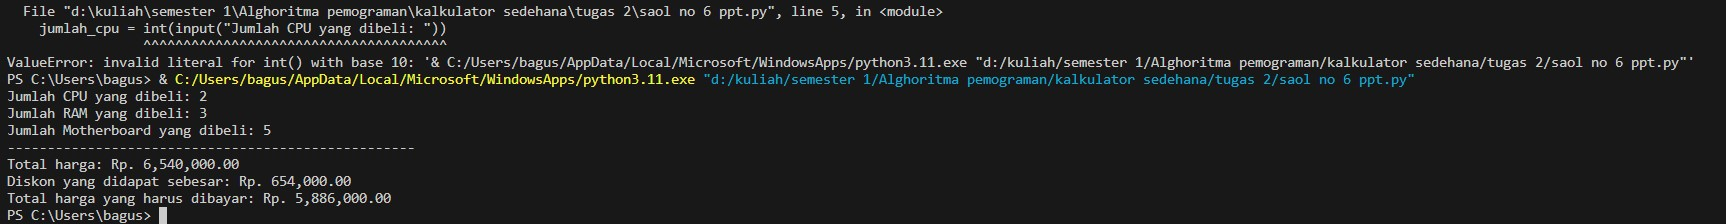 File "d:\kuliah\semester 1\Alghoritma pemograman\kalkulator sedehana\tugas 2\saol no 6 ppt.py", line 5, in <module>
jumlah_cpu = int(input("Jumlah CPU yang dibeli: "))
^^^^^^^^^^^^^^^^^^^^^^^^^^^^^^^^^^^^^^
ValueError: invalid literal for int() with base 10: '& C:/Users/bagus/AppData/Local/Microsoft/WindowsApps/python3.11.exe "d:/kuliah/semester 1/Alghoritma pemograman/kalkulator sedehana/tugas 2/saol no 6 ppt.py"'
PS C:\Users\bagus> & C:/Users/bagus/AppData/Local/Microsoft/WindowsApps/python3.11.exe "d:/kuliah/semester 1/Alghoritma pemograman/kalkulator sedehana/tugas 2/saol no 6 ppt.py"
Jumlah CPU yang dibeli: 2
Jumlah RAM yang dibeli: 3
Jumlah Motherboard yang dibeli: 5
---------------------------------------------------
Total harga: Rp. 6,540,000.00
Diskon yang didapat sebesar: Rp. 654,000.00
Total harga yang harus dibayar: Rp. 5,886,000.00
PS C:\Users\bagus>